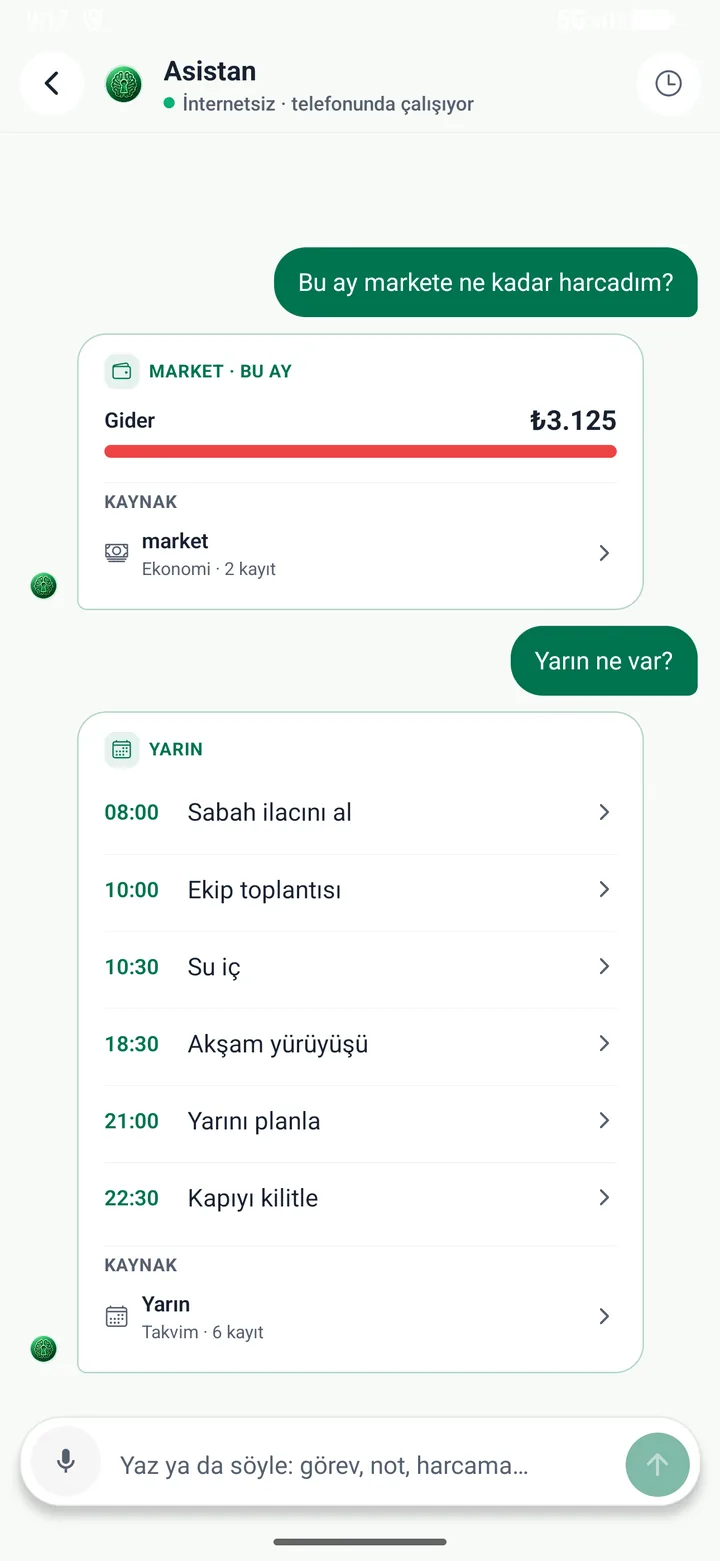 Asistan
İnternetsiz · telefonunda çalışıyor
Bu ay markete ne kadar harcadım?
MARKET · BU AY
Gider ₺3.125
KAYNAK
market
Ekonomi · 2 kayıt
Yarın ne var?
YARIN
08:00 Sabah ilacını al
10:00 Ekip toplantısı
10:30 Su iç
18:30 Akşam yürüyüşü
21:00 Yarını planla
22:30 Kapıyı kilitle
KAYNAK
Yarın
Takvim · 6 kayıt
Yaz ya da söyle: görev, not, harcama…